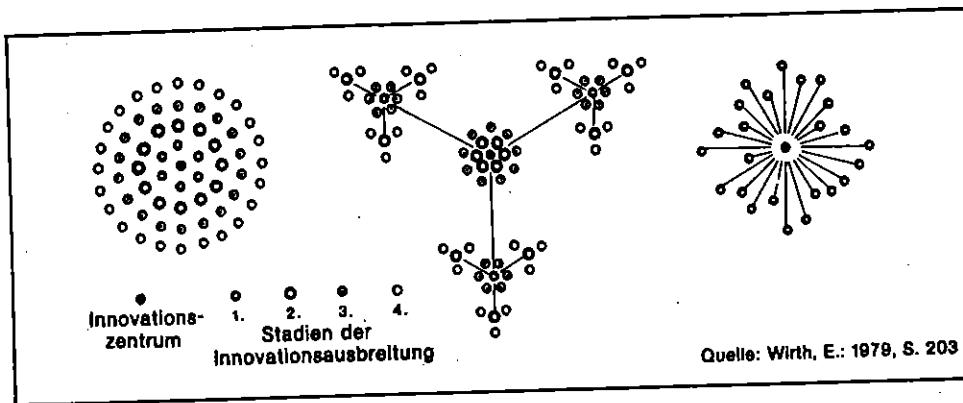 Innovations-
zentrum
1. 2. 3. 4.
Stadien der
Innovationsausbreitung
Quelle: Wirth, E.: 1979, S. 203